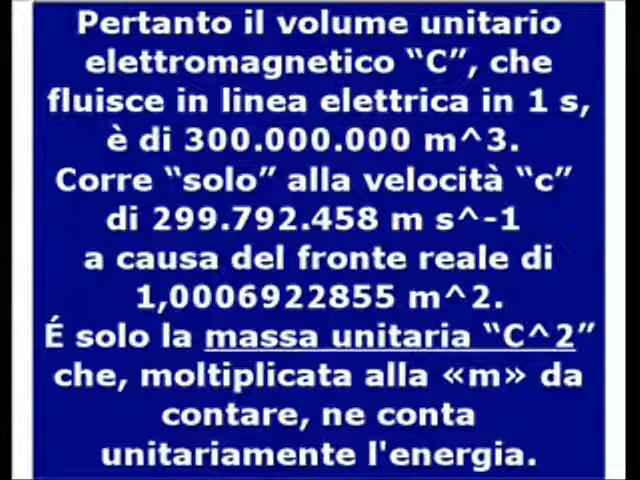 Pertanto il volume unitario
elettromagnetico “C”, che
fluisce in linea elettrica in 1 s,
è di 300.000.000 m^3.
Corre “solo” alla velocità “c”
di 299.792.458 m s^-1
a causa del fronte reale di
1,0006922855 m^2.
É solo la massa unitaria “C^2”
che, moltiplicata alla «m» da
contare, ne conta
unitariamente l'energia.